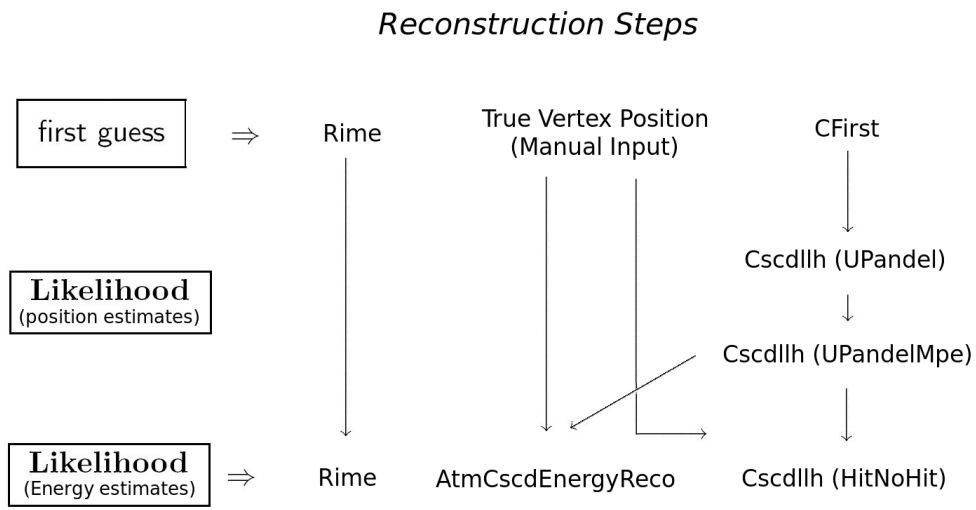 Reconstruction Steps
first guess
⇒
Rime
True Vertex Position
(Manual Input)
CFirst
Cscdllh (UPandel)
Likelihood
(position estimates)
Cscdllh (UPandelMpe)
Likelihood
(Energy estimates)
⇒
Rime
AtmCscdEnergyReco
Cscdllh (HitNoHit)